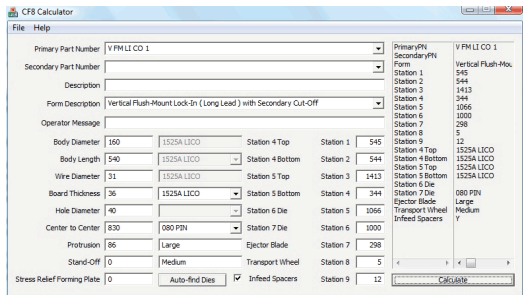 CF8 Calculator
File Help
Primary Part Number V FM LI CO 1
Secondary Part Number
Description
Form Description Vertical Flush-Mount Lock-In ( Long Lead ) with Secondary Cut-Off
Operator Message
Body Diameter 160 1525A LICO Station 4 Top Station 1 545
Body Length 540 1525A LICO Station 4 Bottom Station 2 544
Wire Diameter 31 1525A LICO Station 5 Top Station 3 1413
Board Thickness 36 1525A LICO Station 5 Bottom Station 4 344
Hole Diameter 40 Station 6 Die Station 5 1066
Center to Center 830 080 PIN Station 7 Die Station 6 1000
Protrusion 86 Large Ejector Blade Station 7 298
Stand-Off 0 Medium Transport Wheel Station 8 5
Stress Relief Forming Plate 0 Auto-find Dies Infeed Spacers Station 9 12
PrimaryPN V FM LI CO 1
SecondaryPN
Form Vertical Flush-Mou
Station 1 545
Station 2 544
Station 3 1413
Station 4 344
Station 5 1066
Station 6 1000
Station 7 298
Station 8 5
Station 9 12
Station 4 Top 1525A LICO
Station 4 Bottom 1525A LICO
Station 5 Top 1525A LICO
Station 5 Bottom 1525A LICO
Station 6 Die
Station 7 Die 080 PIN
Ejector Blade Large
Transport Wheel Medium
Infeed Spacers Y
Calculate